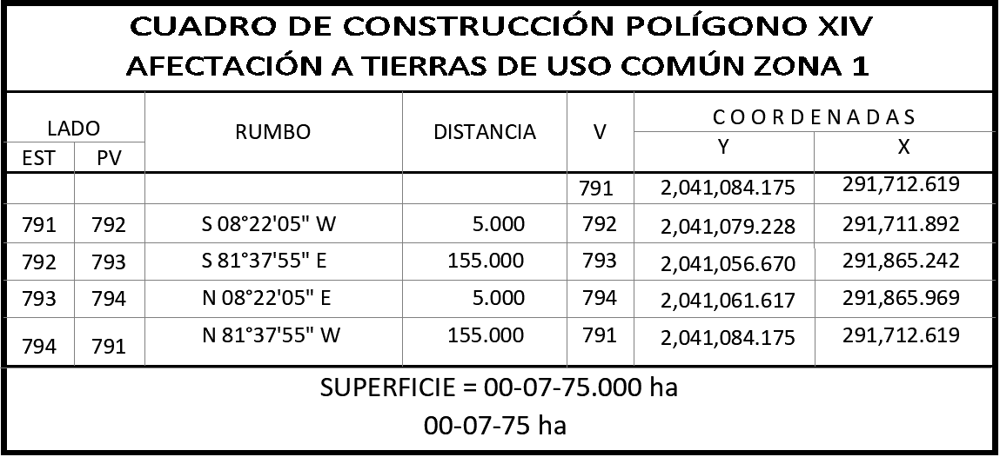 CUADRO DE CONSTRUCCIÓN POLÍGONO XIV
AFECTACIÓN A TIERRAS DE USO COMÚN ZONA 1
LADO RUMBO DISTANCIA V C O O R D E N A D A S
EST PV Y X
791 2,041,084.175 291,712.619
791 792 S 08°22'05" W 5.000 792 2,041,079.228 291,711.892
792 793 S 81°37'55" E 155.000 793 2,041,056.670 291,865.242
793 794 N 08°22'05" E 5.000 794 2,041,061.617 291,865.969
794 791 N 81°37'55" W 155.000 791 2,041,084.175 291,712.619
SUPERFICIE = 00-07-75.000 ha
00-07-75 ha